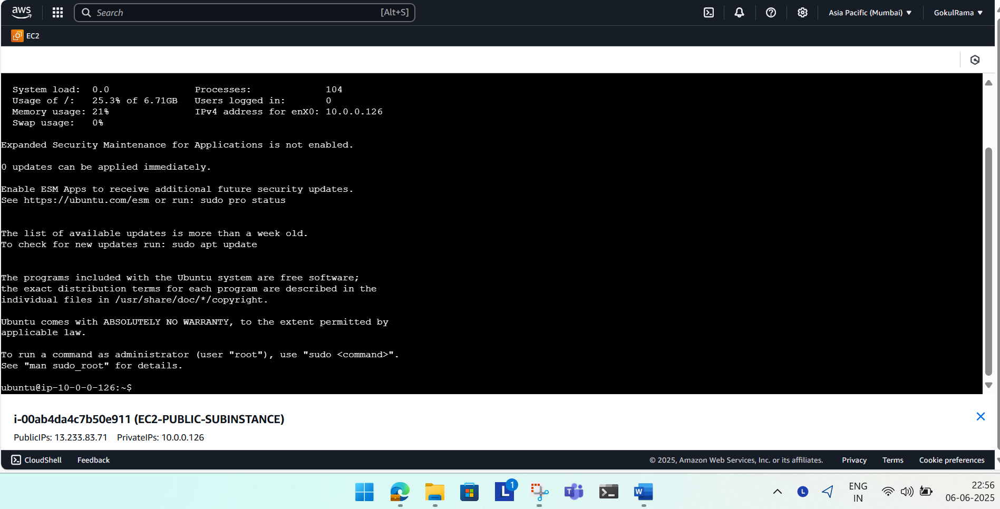 aws
Search [Alt+S]
Asia Pacific (Mumbai) ▼
GokulRama ▼
EC2
System load: 0.0 Processes: 104
Usage of /: 25.3% of 6.71GB Users logged in: 0
Memory usage: 21% IPv4 address for enX0: 10.0.0.126
Swap usage: 0%
Expanded Security Maintenance for Applications is not enabled.
0 updates can be applied immediately.
Enable ESM Apps to receive additional future security updates.
See https://ubuntu.com/esm or run: sudo pro status
The list of available updates is more than a week old.
To check for new updates run: sudo apt update
The programs included with the Ubuntu system are free software;
the exact distribution terms for each program are described in the
individual files in /usr/share/doc/*/copyright.
Ubuntu comes with ABSOLUTELY NO WARRANTY, to the extent permitted by
applicable law.
To run a command as administrator (user "root"), use "sudo <command>".
See "man sudo_root" for details.
ubuntu@ip-10-0-0-126:~$
i-00ab4da4c7b50e911 (EC2-PUBLIC-SUBINSTANCE)
PublicIPs: 13.233.83.71 PrivateIPs: 10.0.0.126
CloudShell Feedback © 2025, Amazon Web Services, Inc. or its affiliates. Privacy Terms Cookie preferences
L 1
T
W
L
ENG
IN
22:56
06-06-2025